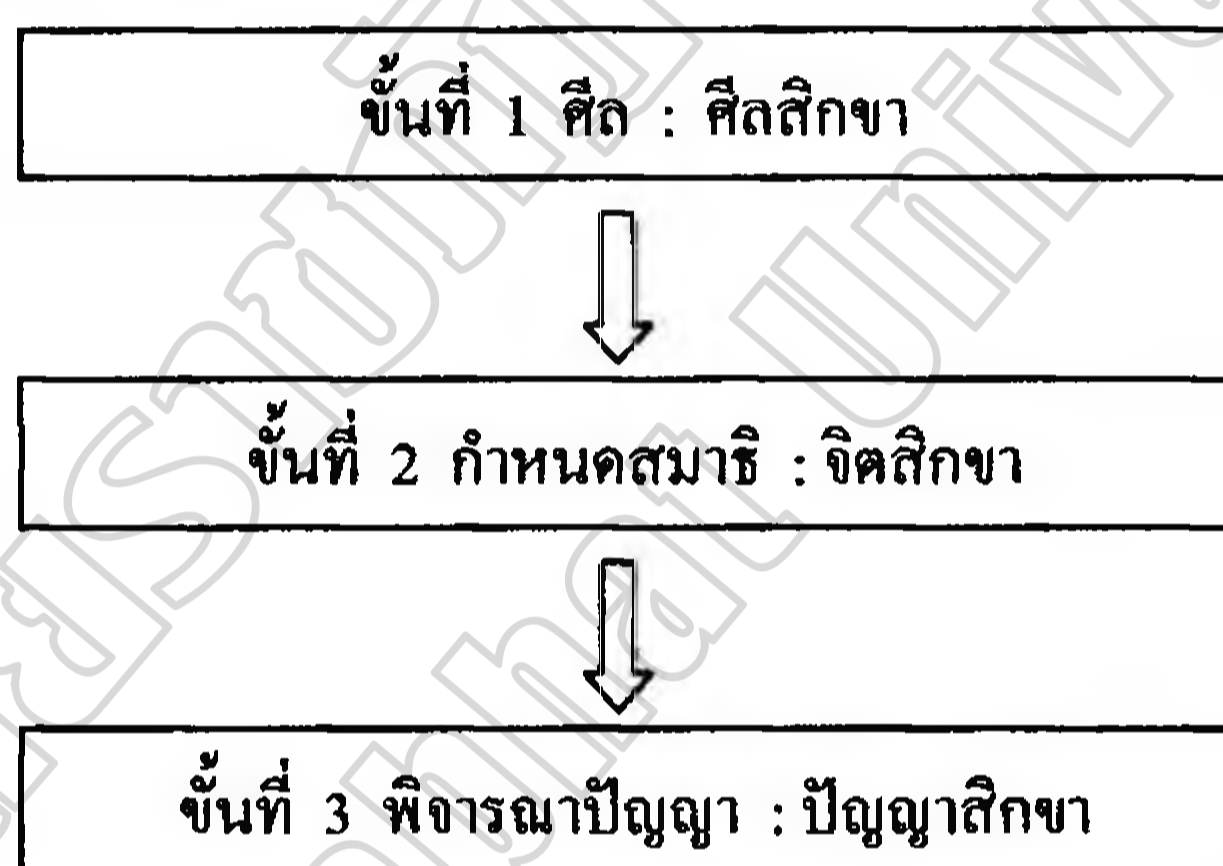 ขั้นที่ 1 ศีล : ศีลสิกขา
ขั้นที่ 2 กำหนดสมาธิ : จิตสิกขา
ขั้นที่ 3 พิจารณาปัญญา : ปัญญาสิกขา